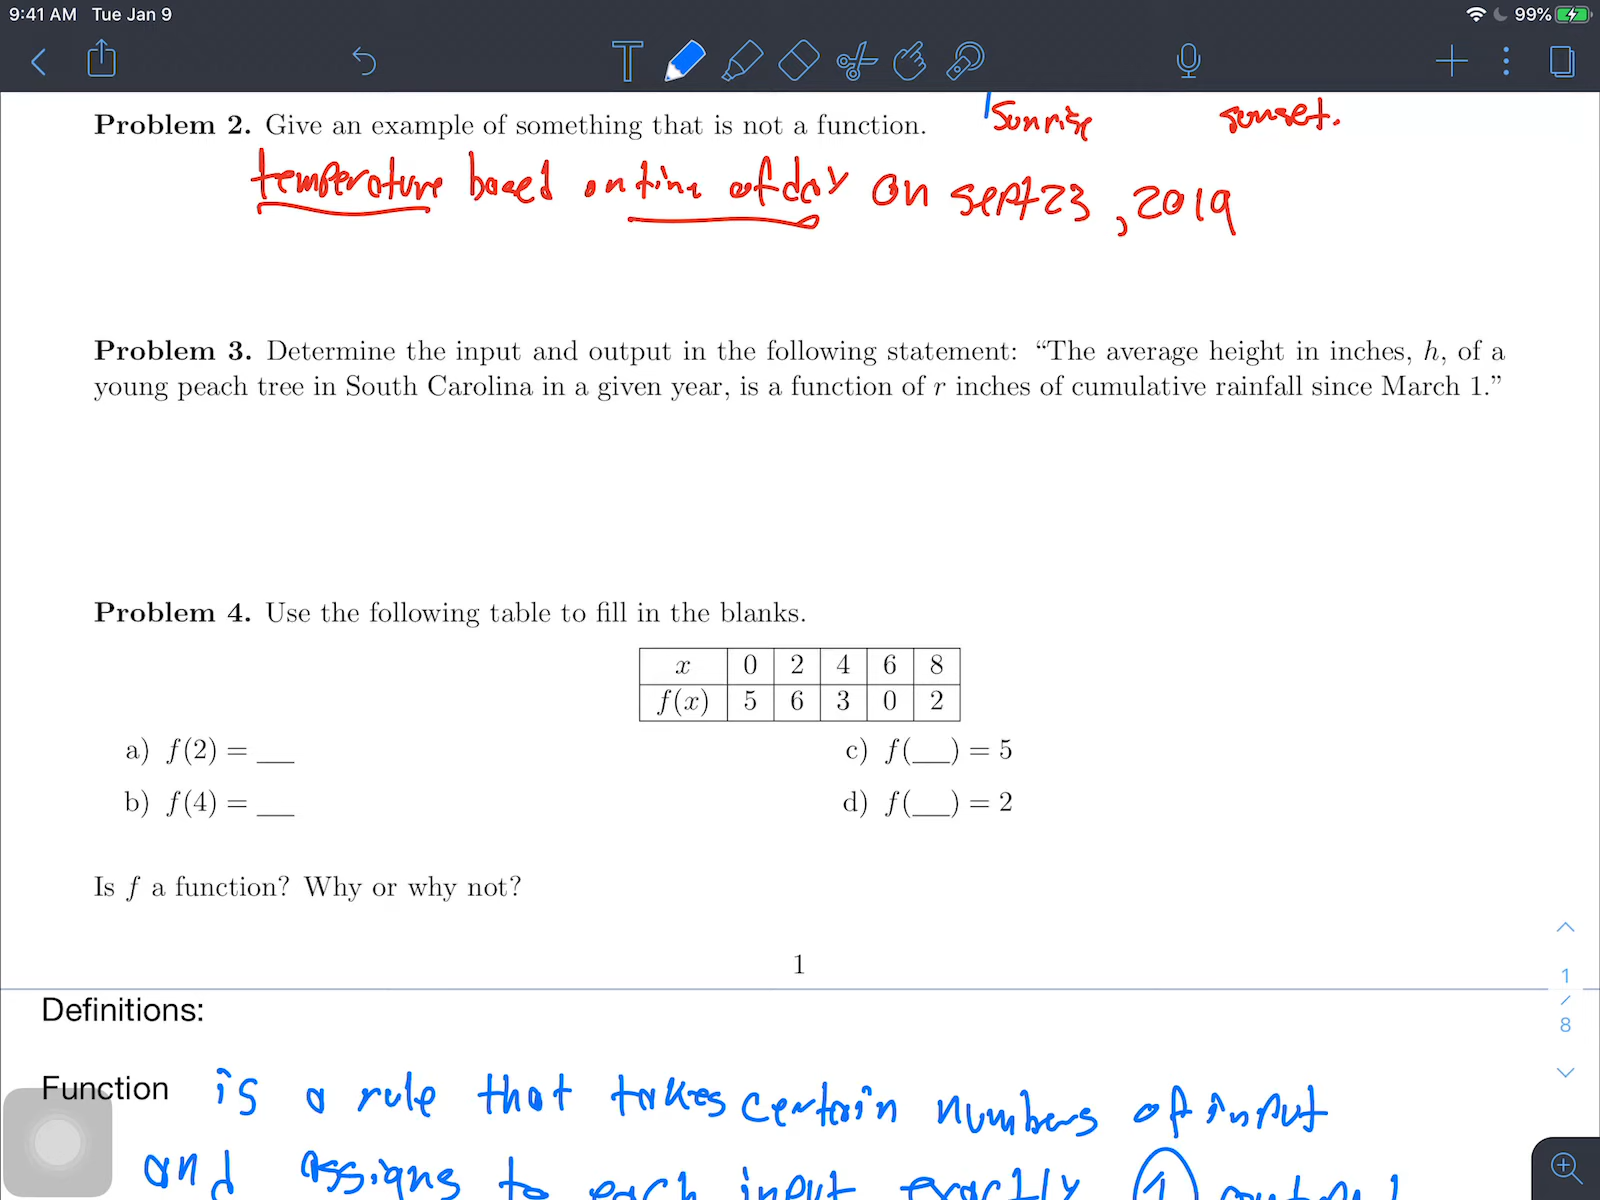 9:41 AM Tue Jan 9 99%
Problem 2. Give an example of something that is not a function. Sunrise sunset.
temperature based on time of day on sept 23, 2019
Problem 3. Determine the input and output in the following statement: “The average height in inches, h, of a
young peach tree in South Carolina in a given year, is a function of r inches of cumulative rainfall since March 1.”
Problem 4. Use the following table to fill in the blanks.
x 0 2 4 6 8
f(x) 5 6 3 0 2
a) f(2) = __ c) f(__) = 5
b) f(4) = __ d) f(__) = 2
Is f a function? Why or why not?
1
1
/
8
Definitions:
Function is a rule that takes certain numbers of input
and assigns to each input exactly 1 output